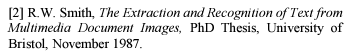 [2] R.W. Smith, The Extraction and Recognition of Text from
Multimedia Document Images, PhD Thesis, University of
Bristol, November 1987.